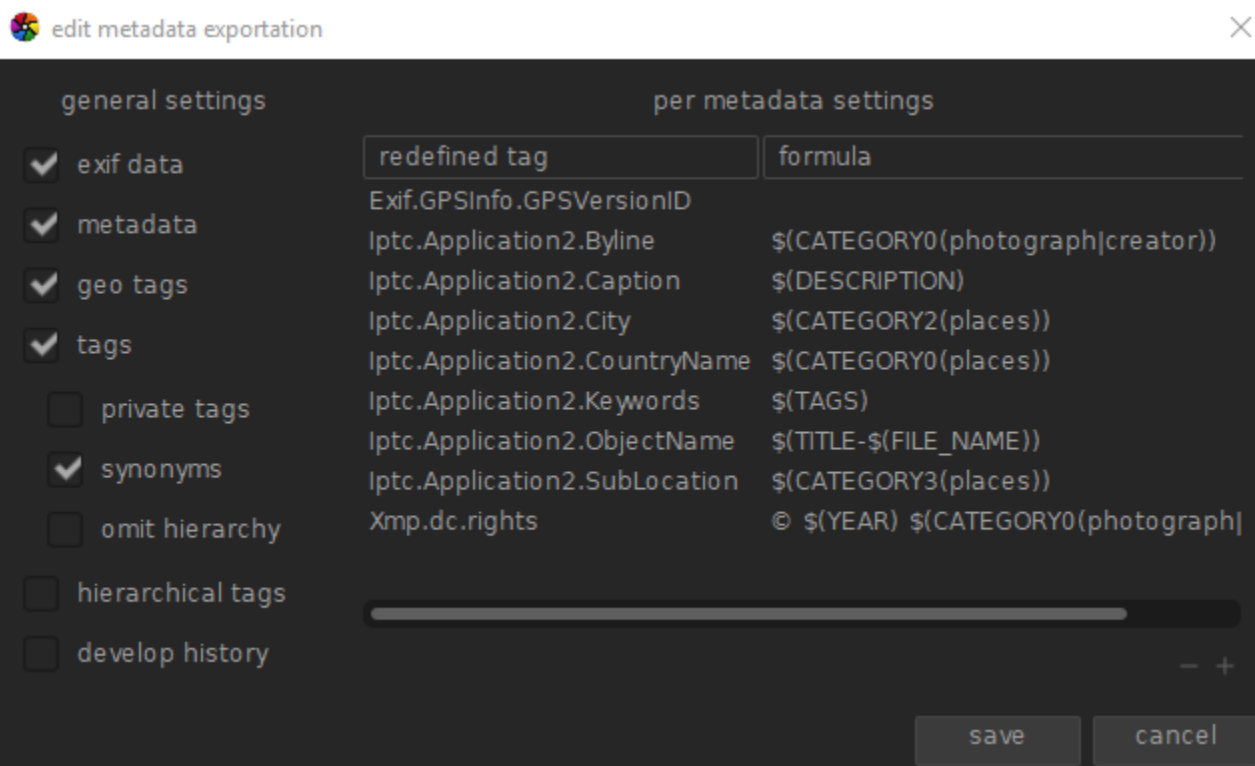 edit metadata exportation
general settings
per metadata settings
exif data
metadata
geo tags
tags
private tags
synonyms
omit hierarchy
hierarchical tags
develop history
redefined tag formula
Exif.GPSInfo.GPSVersionID
Iptc.Application2.Byline $(CATEGORY0(photograph|creator))
Iptc.Application2.Caption $(DESCRIPTION)
Iptc.Application2.City $(CATEGORY2(places))
Iptc.Application2.CountryName $(CATEGORY0(places))
Iptc.Application2.Keywords $(TAGS)
Iptc.Application2.ObjectName $(TITLE-$(FILE_NAME))
Iptc.Application2.SubLocation $(CATEGORY3(places))
Xmp.dc.rights © $(YEAR) $(CATEGORY0(photograph|
− +
save cancel